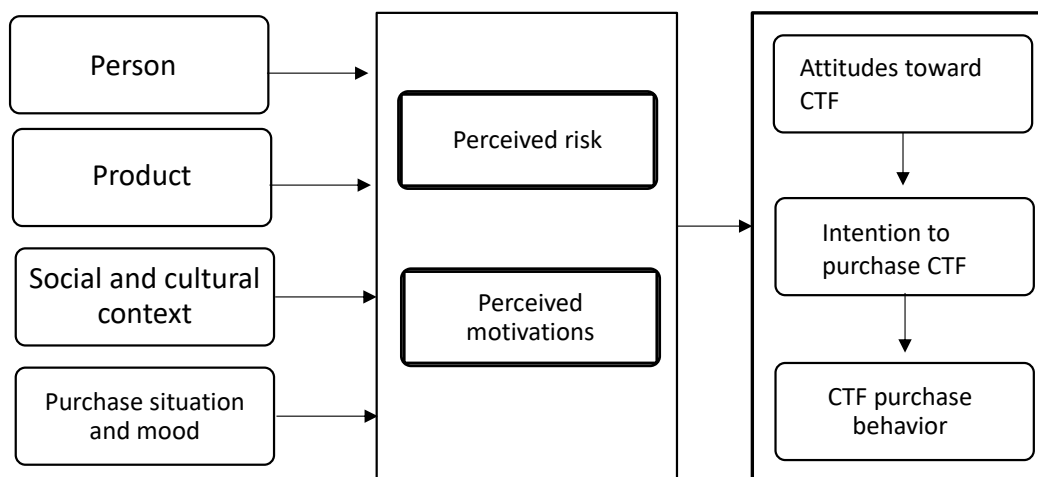 Person
Product
Social and cultural
context
Purchase situation
and mood
Perceived risk
Perceived
motivations
Attitudes toward
CTF
Intention to
purchase CTF
CTF purchase
behavior